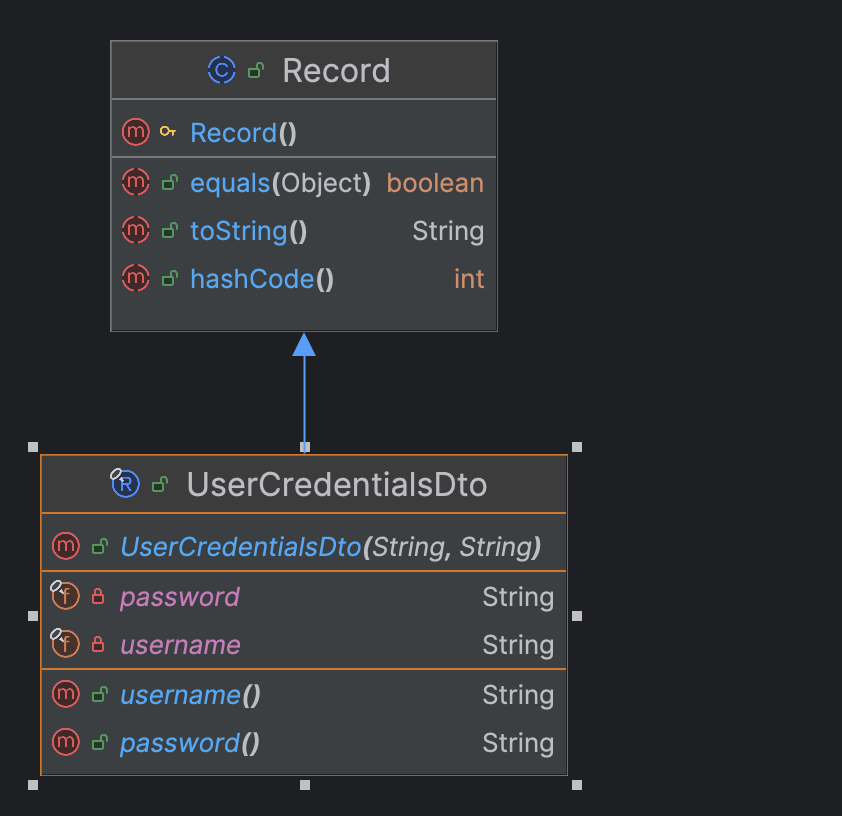 Record
Record()
equals(Object) boolean
toString() String
hashCode() int
UserCredentialsDto
UserCredentialsDto(String, String)
password String
username String
username() String
password() String